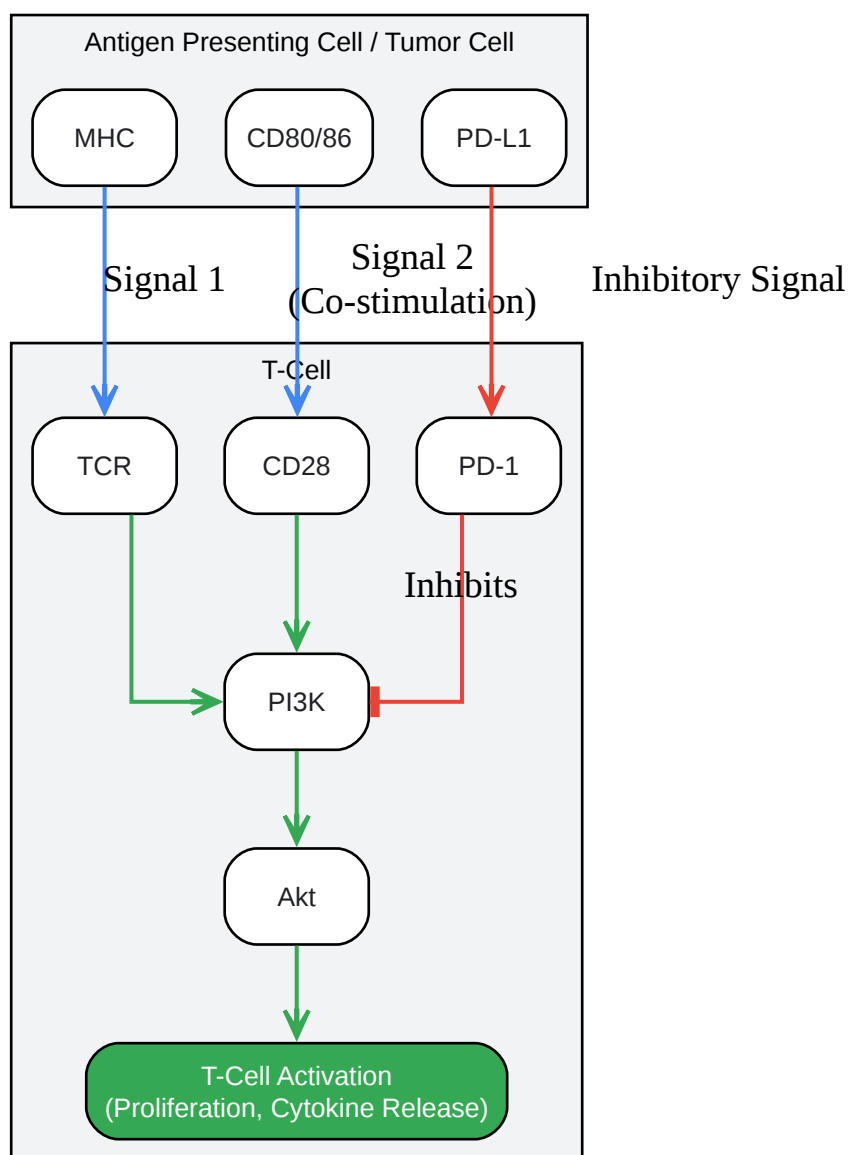 Antigen Presenting Cell / Tumor Cell
MHC
CD80/86
PD-L1
Signal 1
Signal 2
(Co-stimulation)
Inhibitory Signal
T-Cell
TCR
CD28
PD-1
Inhibits
PI3K
Akt
T-Cell Activation
(Proliferation, Cytokine Release)